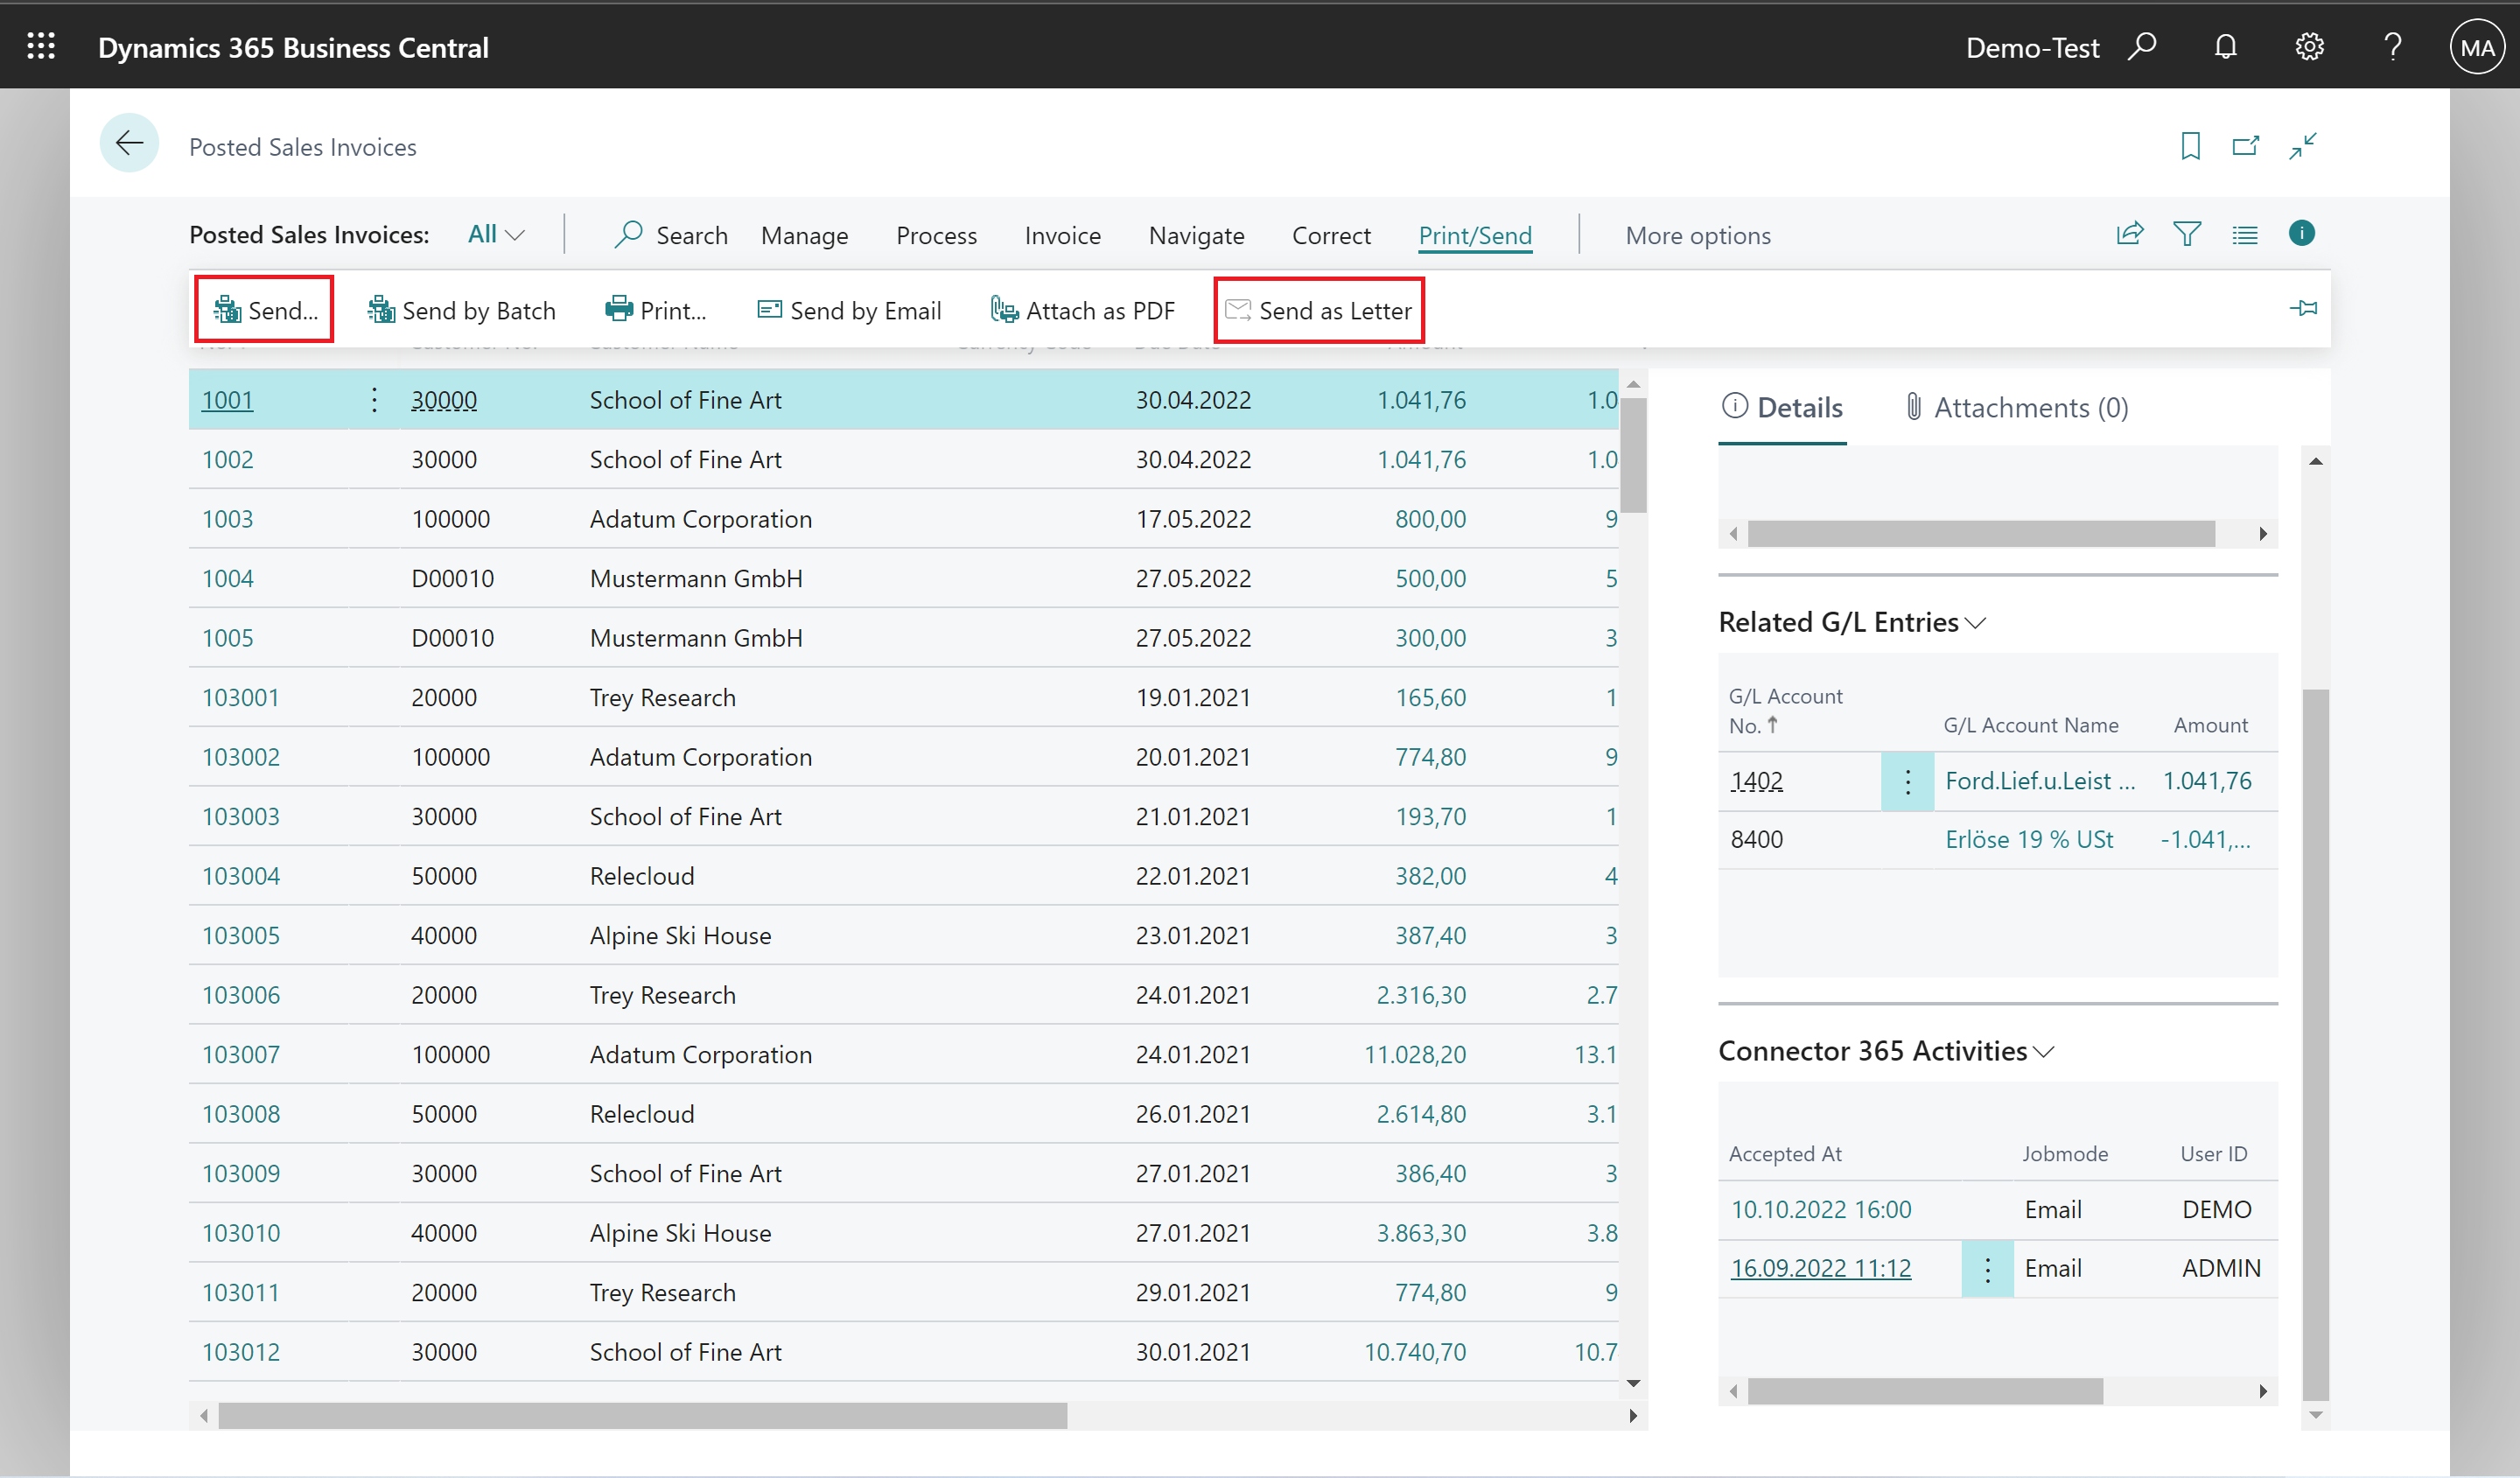 Dynamics 365 Business Central Demo-Test ? MA
Posted Sales Invoices
Posted Sales Invoices: All Search Manage Process Invoice Navigate Correct Print/Send More options
Send... Send by Batch Print... Send by Email Attach as PDF Send as Letter
1001 30000 School of Fine Art 30.04.2022 1.041,76 1.0
1002 30000 School of Fine Art 30.04.2022 1.041,76 1.0
1003 100000 Adatum Corporation 17.05.2022 800,00 9
1004 D00010 Mustermann GmbH 27.05.2022 500,00 5
1005 D00010 Mustermann GmbH 27.05.2022 300,00 3
103001 20000 Trey Research 19.01.2021 165,60 1
103002 100000 Adatum Corporation 20.01.2021 774,80 9
103003 30000 School of Fine Art 21.01.2021 193,70 1
103004 50000 Relecloud 22.01.2021 382,00 4
103005 40000 Alpine Ski House 23.01.2021 387,40 3
103006 20000 Trey Research 24.01.2021 2.316,30 2.7
103007 100000 Adatum Corporation 24.01.2021 11.028,20 13.1
103008 50000 Relecloud 26.01.2021 2.614,80 3.1
103009 30000 School of Fine Art 27.01.2021 386,40 3
103010 40000 Alpine Ski House 27.01.2021 3.863,30 3.8
103011 20000 Trey Research 29.01.2021 774,80 9
103012 30000 School of Fine Art 30.01.2021 10.740,70 10.7
Details Attachments (0)
Related G/L Entries
G/L Account
No. ↑ G/L Account Name Amount
1402 Ford.Lief.u.Leist ... 1.041,76
8400 Erlöse 19 % USt -1.041,...
Connector 365 Activities
Accepted At Jobmode User ID
10.10.2022 16:00 Email DEMO
16.09.2022 11:12 Email ADMIN